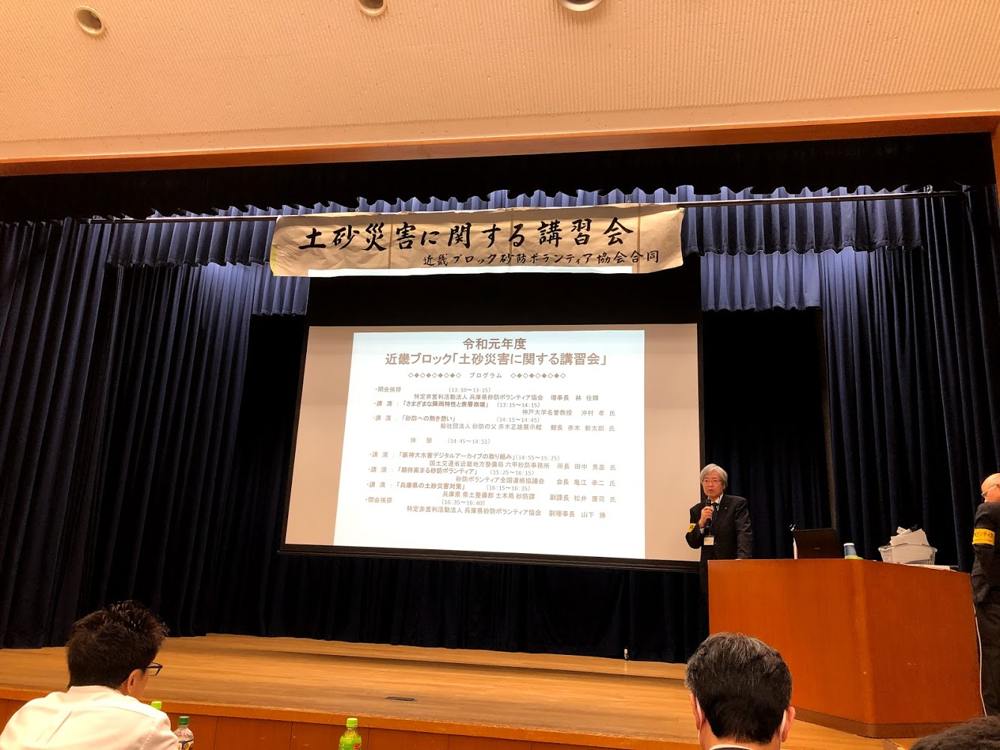 土砂災害に関する講習会
近畿ブロック砂防ボランティア協会合同
令和元年度
近畿ブロック「土砂災害に関する講習会」
◇◆◇◆◇◆◇◆◇ プログラム ◇◆◇◆◇◆◇◆◇
・開会挨拶 (13:10~13:15)
特定非営利活動法人 兵庫県砂防ボランティア協会 理事長 林 任輝
・講 演 : 「さまざまな降雨特性と表層崩壊」 (13:15~14:15)
神戸大学名誉教授 沖村 孝 氏
・講 演 : 「砂防への熱き想い」 (14:15~14:45)
一般社団法人 砂防の父 赤木正雄展示館 館長 赤木 新太郎 氏
休 憩 (14:45~14:55)
・講 演 : 「阪神大水害デジタルアーカイブの取り組み」(14:55~15:25)
国土交通省近畿地方整備局 六甲砂防事務所 所長 田中 秀基 氏
・講 演 : 「期待高まる砂防ボランティア」 (15:25~16:15)
砂防ボランティア全国連絡協議会 会長 亀江 幸二 氏
・講 演 : 「兵庫県の土砂災害対策」 (16:15~16:35)
兵庫県 県土整備部 土木局 砂防課 副課長 松井 慶司 氏
・閉会挨拶 (16:35~16:40)
特定非営利活動法人 兵庫県砂防ボランティア協会 副理事長 山下 勝